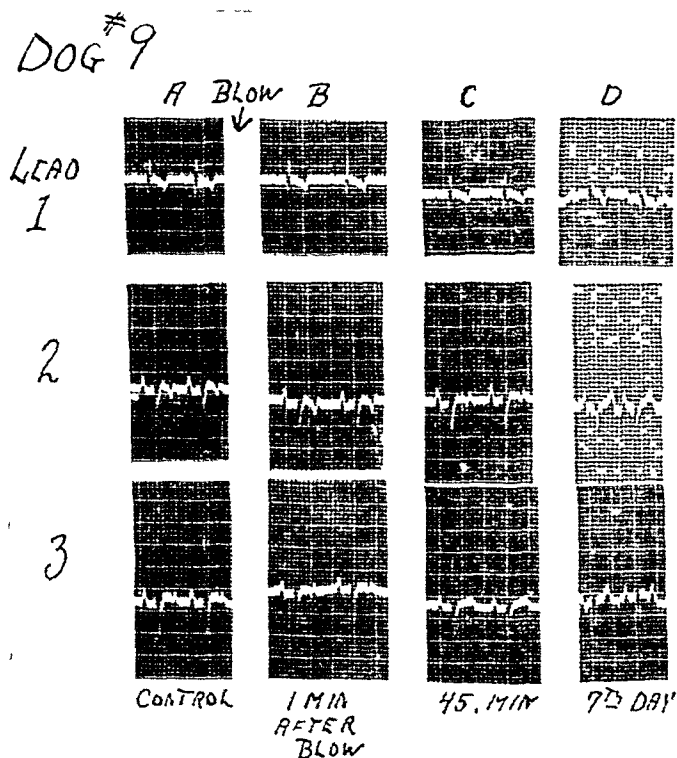 DOG #9
A BLOW B C D
LEAD
1
2
3
CONTROL 1 MIN AFTER BLOW 45. MIN 7TH DAY